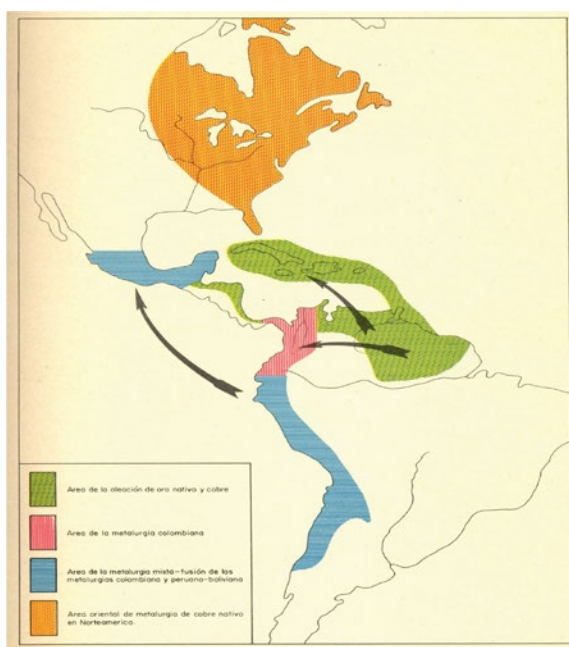 Area de la aleación de oro nativo y cobre
Area de la metalurgia colombiana
Area de la metalurgia mixta-fusión de las
metalurgias colombiana y peruano-boliviana
Area oriental de metalurgia de cobre nativo
en Norteamerica.